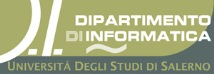 D.I.
DIPARTIMENTO
DI INFORMATICA
UNIVERSITÀ DEGLI STUDI DI SALERNO